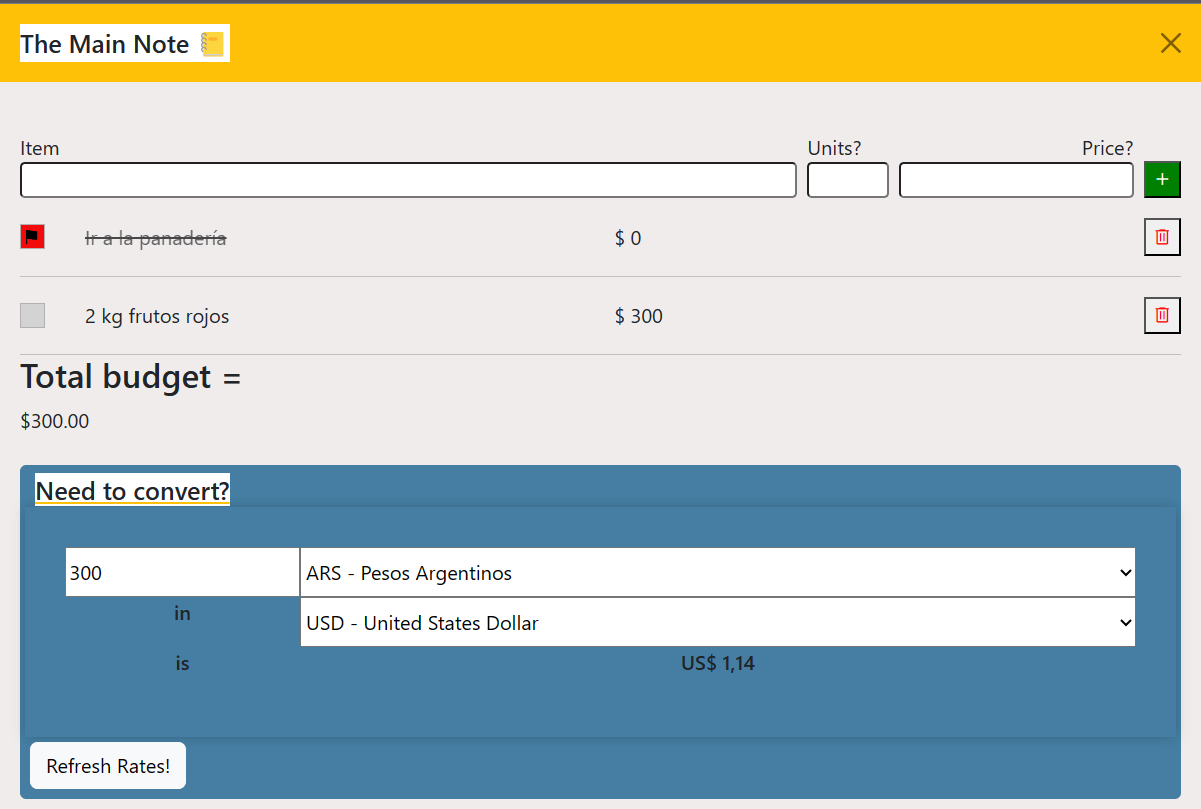 The Main Note 📒
Item Units? Price?
+
Ir a la panadería $ 0
2 kg frutos rojos $ 300
Total budget =
$300.00
Need to convert?
300 ARS - Pesos Argentinos
in USD - United States Dollar
is US$ 1,14
Refresh Rates!